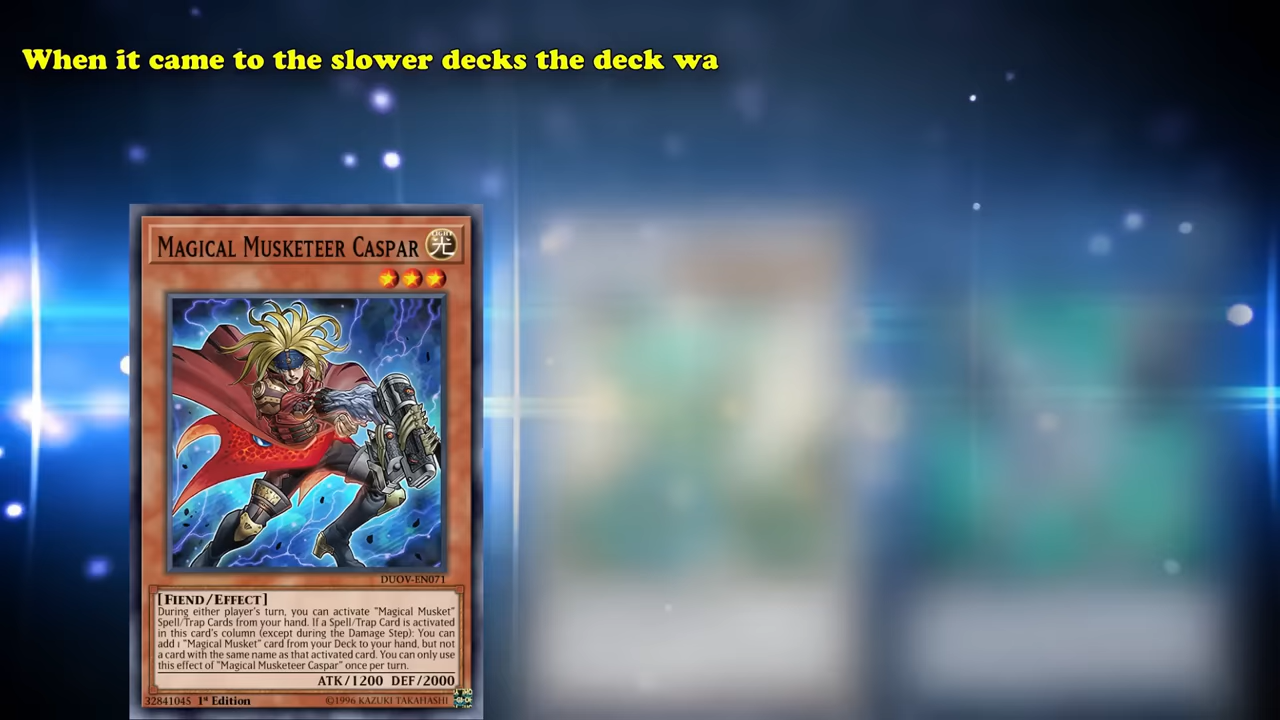 When it came to the slower decks the deck wa
MAGICAL MUSKETEER CASPAR
LIGHT
光
DUOV-EN071
[FIEND/EFFECT]
During either player's turn, you can activate "Magical Musket"
Spell/Trap Cards from your hand. If a Spell/Trap Card is activated
in this card's column (except during the Damage Step): You can
add 1 "Magical Musket" card from your Deck to your hand, but not
a card with the same name as that activated card. You can only use
this effect of "Magical Musketeer Caspar" once per turn.
ATK/1200 DEF/2000
32841045 1st Edition ©1996 KAZUKI TAKAHASHI